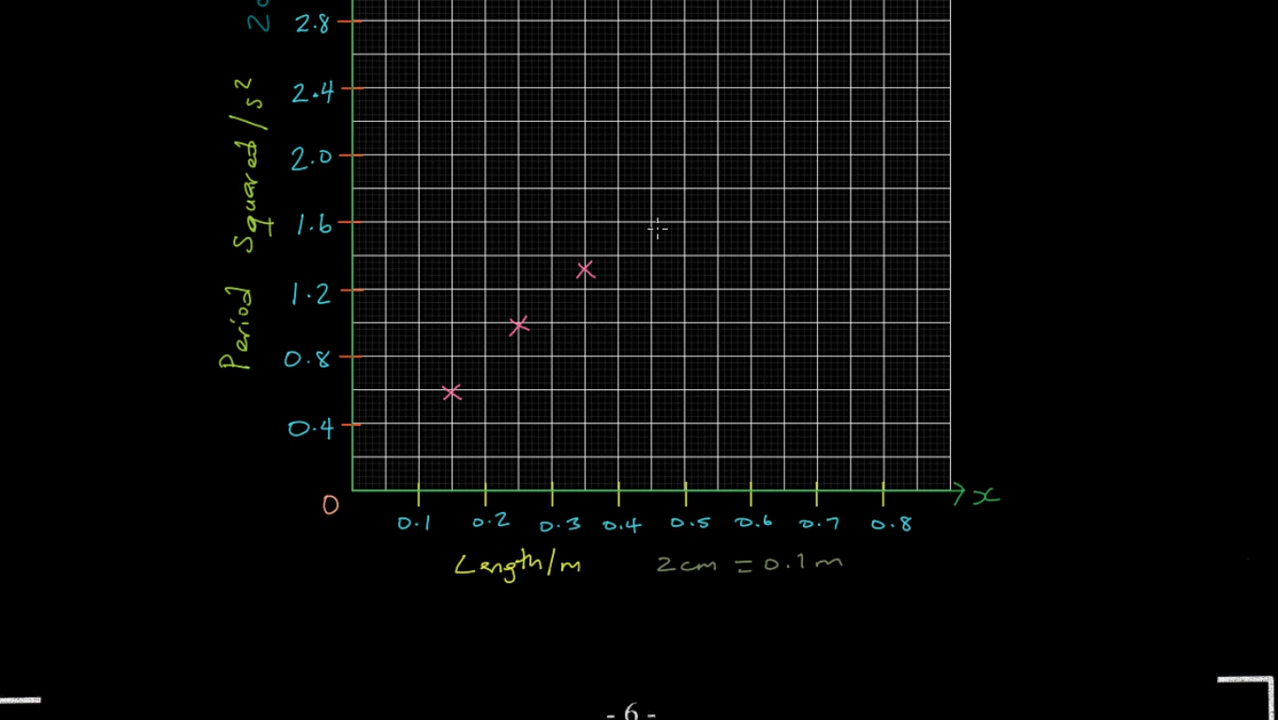 2.8
2.4
2.0
1.6
1.2
0.8
0.4
0
Period Squared/s²
0.1 0.2 0.3 0.4 0.5 0.6 0.7 0.8
x
Length/m 2cm = 0.1m
- 6 -